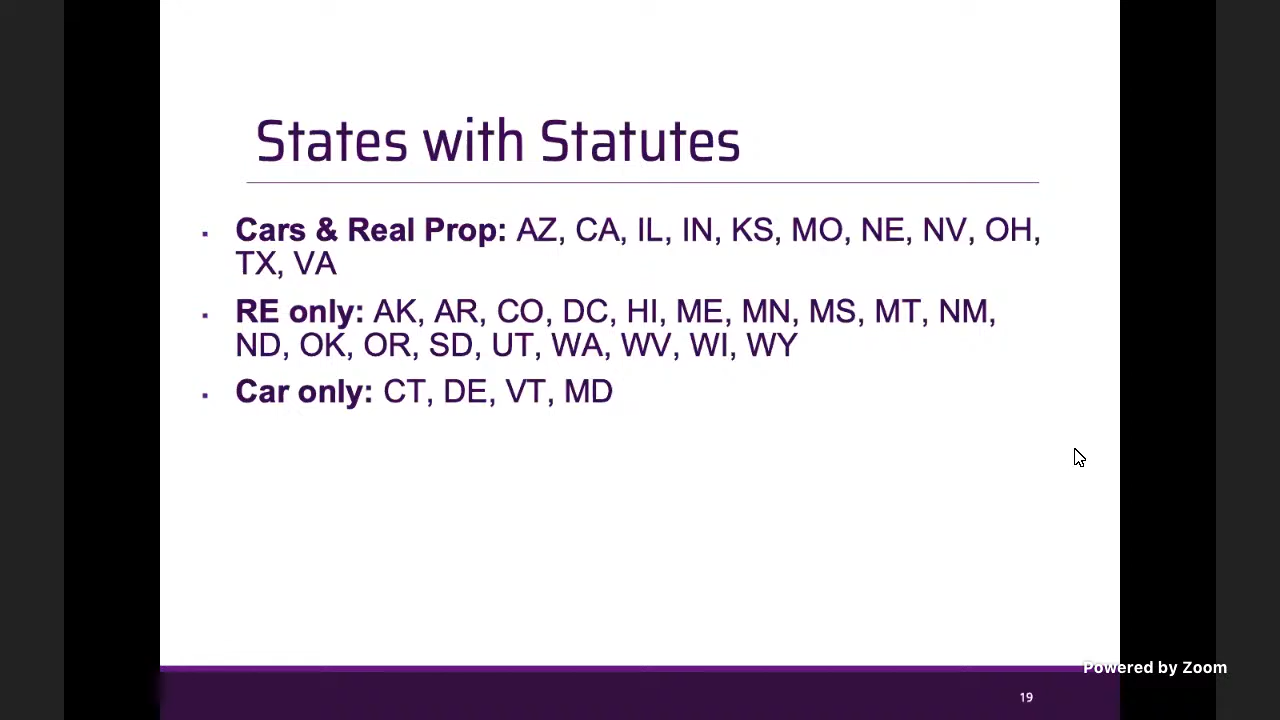 States with Statutes
Cars & Real Prop: AZ, CA, IL, IN, KS, MO, NE, NV, OH,
TX, VA
RE only: AK, AR, CO, DC, HI, ME, MN, MS, MT, NM,
ND, OK, OR, SD, UT, WA, WV, WI, WY
Car only: CT, DE, VT, MD
Powered by Zoom
19